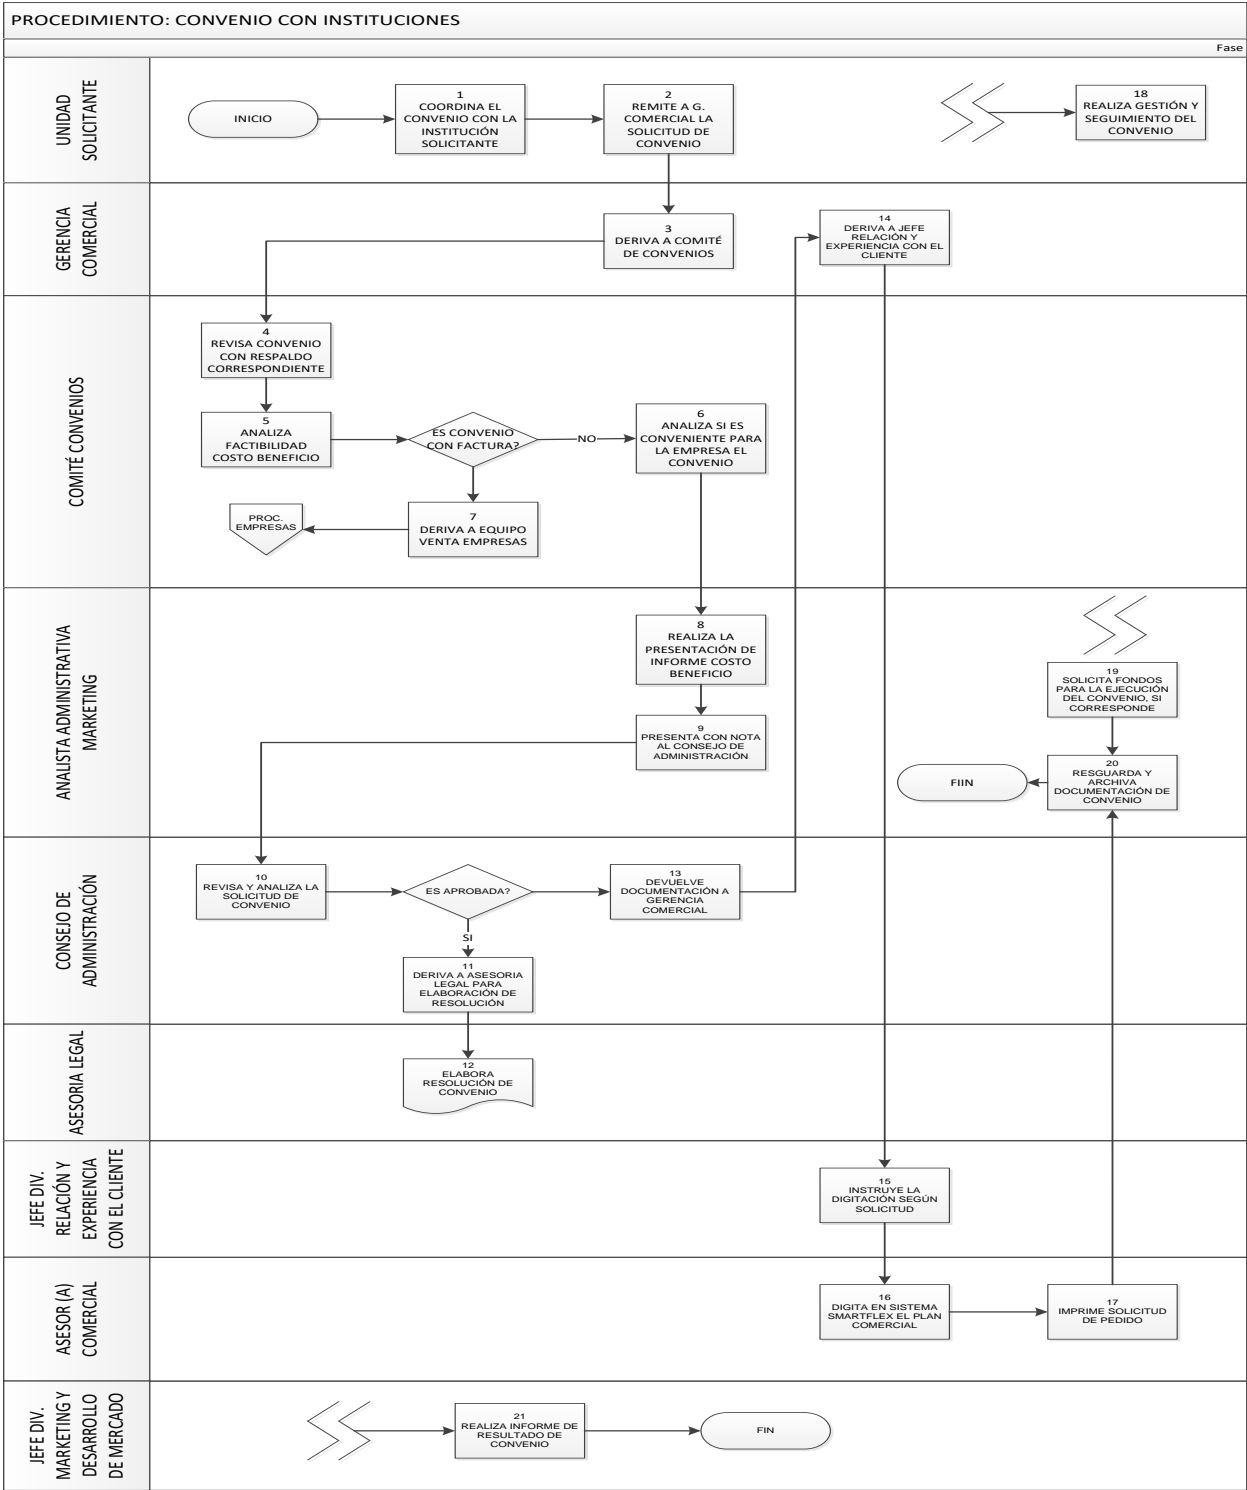 PROCEDIMIENTO: CONVENIO CON INSTITUCIONES
Fase
UNIDAD
SOLICITANTE
INICIO
1
COORDINA EL
CONVENIO CON LA
INSTITUCIÓN
SOLICITANTE
2
REMITE A G.
COMERCIAL LA
SOLICITUD DE
CONVENIO
18
REALIZA GESTIÓN Y
SEGUIMIENTO DEL
CONVENIO
GERENCIA
COMERCIAL
3
DERIVA A COMITÉ
DE CONVENIOS
14
DERIVA A JEFE
RELACIÓN Y
EXPERIENCIA CON EL
CLIENTE
COMITÉ CONVENIOS
4
REVISA CONVENIO
CON RESPALDO
CORRESPONDIENTE
5
ANALIZA
FACTIBILIDAD
COSTO BENEFICIO
ES CONVENIO
CON FACTURA?
NO
6
ANALIZA SI ES
CONVENIENTE PARA
LA EMPRESA EL
CONVENIO
7
DERIVA A EQUIPO
VENTA EMPRESAS
PROC.
EMPRESAS
ANALISTA ADMINISTRATIVA
MARKETING
8
REALIZA LA
PRESENTACIÓN DE
INFORME COSTO
BENEFICIO
9
PRESENTA CON NOTA
AL CONSEJO DE
ADMINISTRACIÓN
19
SOLICITA FONDOS
PARA LA EJECUCIÓN
DEL CONVENIO, SI
CORRESPONDE
20
RESGUARDA Y
ARCHIVA
DOCUMENTACIÓN DE
CONVENIO
FIIN
CONSEJO DE
ADMINISTRACIÓN
10
REVISA Y ANALIZA LA
SOLICITUD DE
CONVENIO
ES APROBADA?
SI
13
DEVUELVE
DOCUMENTACIÓN A
GERENCIA
COMERCIAL
11
DERIVA A ASESORIA
LEGAL PARA
ELABORACIÓN DE
RESOLUCIÓN
ASESORIA LEGAL
12
ELABORA
RESOLUCIÓN DE
CONVENIO
JEFE DIV.
RELACIÓN Y
EXPERIENCIA
CON EL CLIENTE
15
INSTRUYE LA
DIGITACIÓN SEGÚN
SOLICITUD
ASESOR (A)
COMERCIAL
16
DIGITA EN SISTEMA
SMARTFLEX EL PLAN
COMERCIAL
17
IMPRIME SOLICITUD
DE PEDIDO
JEFE DIV.
MARKETING Y
DESARROLLO
DE MERCADO
21
REALIZA INFORME DE
RESULTADO DE
CONVENIO
FIN